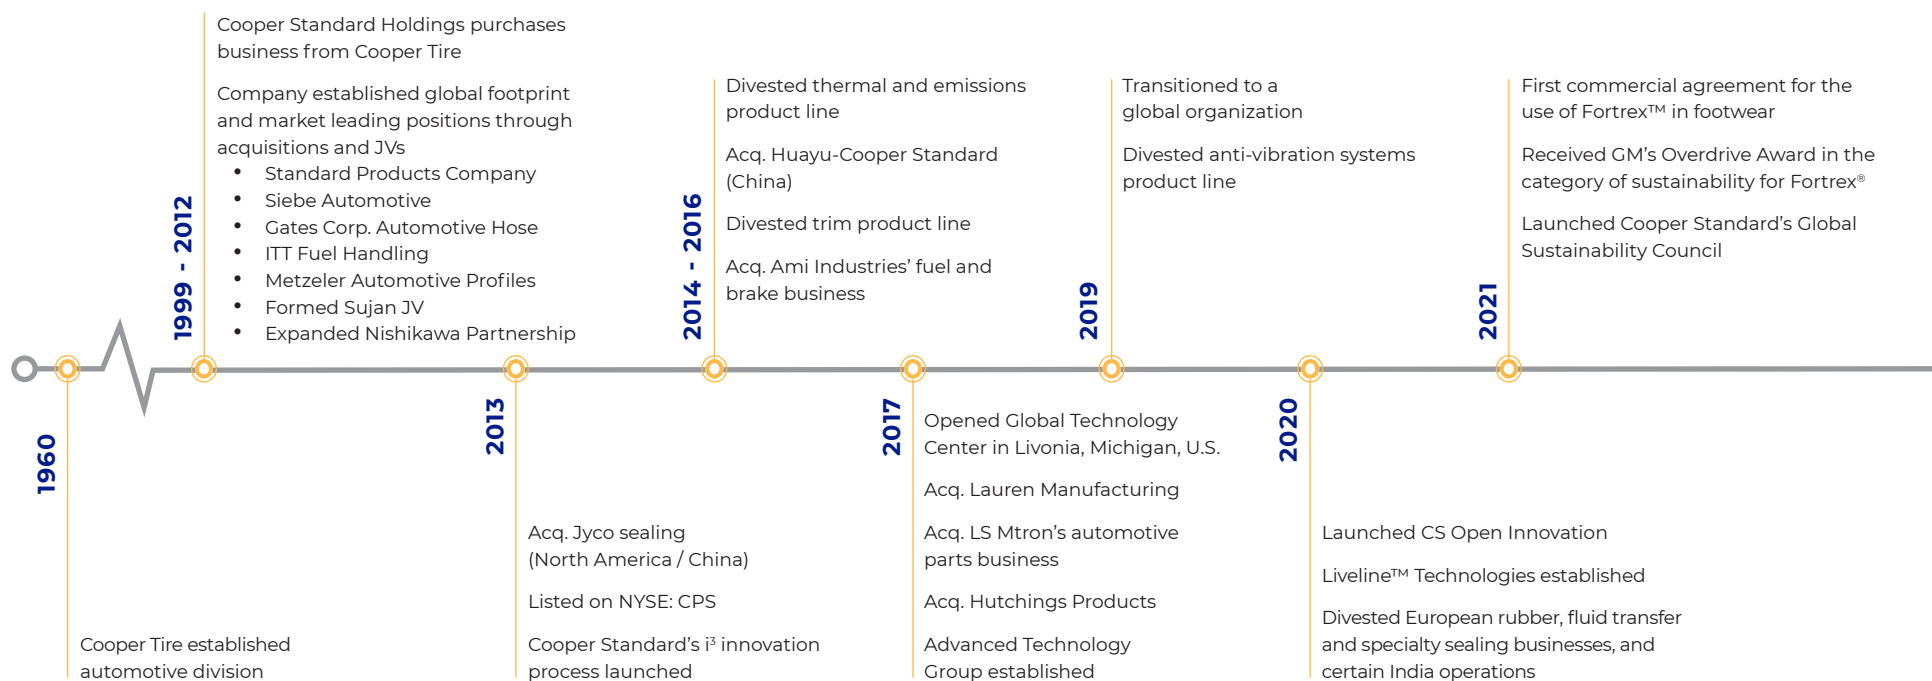 1960
Cooper Tire established
automotive division
1999 - 2012
Cooper Standard Holdings purchases
business from Cooper Tire
Company established global footprint
and market leading positions through
acquisitions and JVs
• Standard Products Company
• Siebe Automotive
• Gates Corp. Automotive Hose
• ITT Fuel Handling
• Metzeler Automotive Profiles
• Formed Sujan JV
• Expanded Nishikawa Partnership
2013
Acq. Jyco sealing
(North America / China)
Listed on NYSE: CPS
Cooper Standard’s i³ innovation
process launched
2014 - 2016
Divested thermal and emissions
product line
Acq. Huayu-Cooper Standard
(China)
Divested trim product line
Acq. Ami Industries’ fuel and
brake business
2017
Opened Global Technology
Center in Livonia, Michigan, U.S.
Acq. Lauren Manufacturing
Acq. LS Mtron’s automotive
parts business
Acq. Hutchings Products
Advanced Technology
Group established
2019
Transitioned to a
global organization
Divested anti-vibration systems
product line
2020
Launched CS Open Innovation
Liveline™ Technologies established
Divested European rubber, fluid transfer
and specialty sealing businesses, and
certain India operations
2021
First commercial agreement for the
use of Fortrex™ in footwear
Received GM’s Overdrive Award in the
category of sustainability for Fortrex®
Launched Cooper Standard’s Global
Sustainability Council